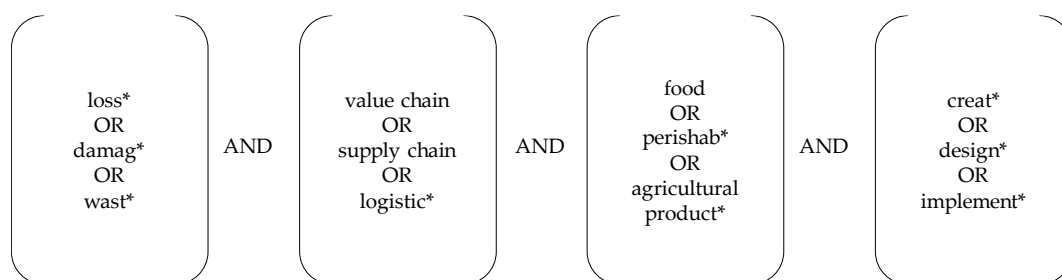 loss*
OR
damag*
OR
wast*
AND
value chain
OR
supply chain
OR
logistic*
AND
food
OR
perishab*
OR
agricultural
product*
AND
creat*
OR
design*
OR
implement*